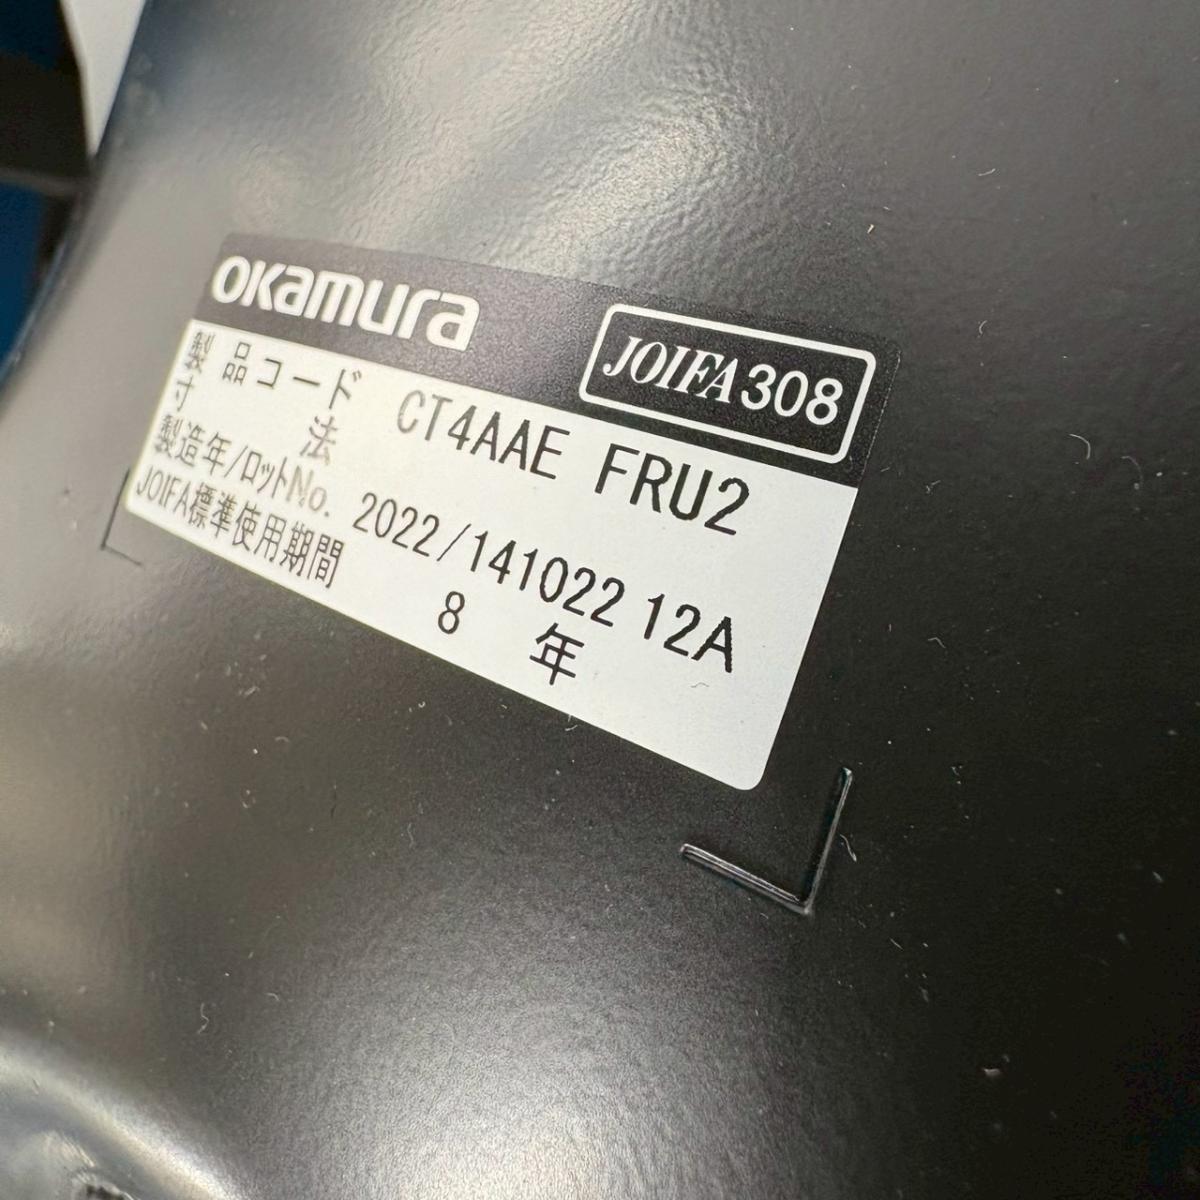 okamura
JOIFA308
製品コード CT4AAE FRU2
寸法
製造年/ロットNo. 2022/141022 12A
JOIFA標準使用期間 8 年